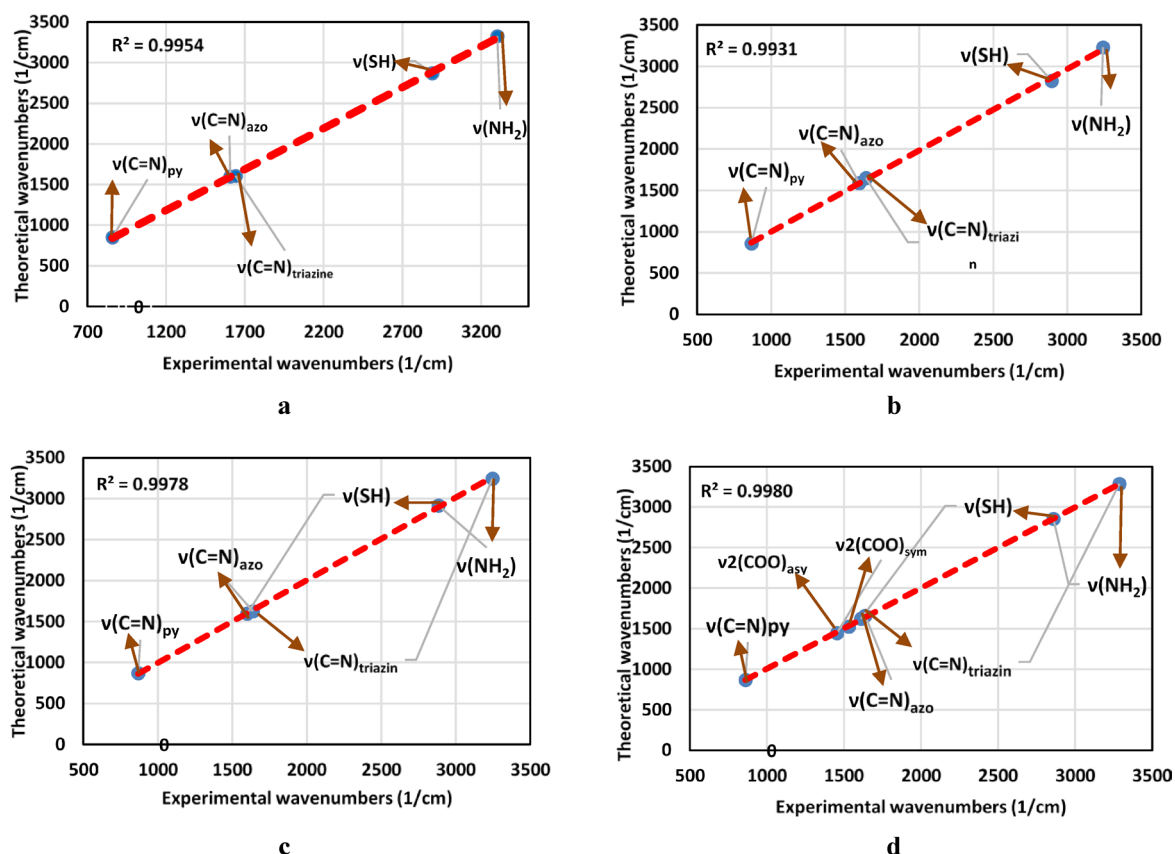 3500
3000
2500
2000
1500
1000
500
0
Theoretical wavenumbers (1/cm)
R² = 0.9954
ν(SH)
ν(NH₂)
ν(C=N)azo
ν(C=N)py
ν(C=N)triazine
0
700 1200 1700 2200 2700 3200
Experimental wavenumbers (1/cm)
a
3500
3000
2500
2000
1500
1000
500
0
Theoretical wavenumbers (1/cm)
R² = 0.9931
ν(SH)
ν(NH₂)
ν(C=N)azo
ν(C=N)py
ν(C=N)triazi
n
500 1000 1500 2000 2500 3000 3500
Experimental wavenumbers (1/cm)
b
3500
3000
2500
2000
1500
1000
500
0
Theoretical wavenumbers (1/cm)
R² = 0.9978
ν(SH)
ν(C=N)azo
ν(NH₂)
ν(C=N)py
ν(C=N)triazin
0
500 1000 1500 2000 2500 3000 3500
Experimental wavenumbers (1/cm)
c
3500
3000
2500
2000
1500
1000
500
0
Theoretical wavenumbers (1/cm)
R² = 0.9980
ν(SH)
ν2(COO)sym
ν2(COO)asy
ν(NH₂)
ν(C=N)py
ν(C=N)triazin
ν(C=N)azo
0
500 1000 1500 2000 2500 3000 3500
Experimental wavenumbers (1/cm)
d